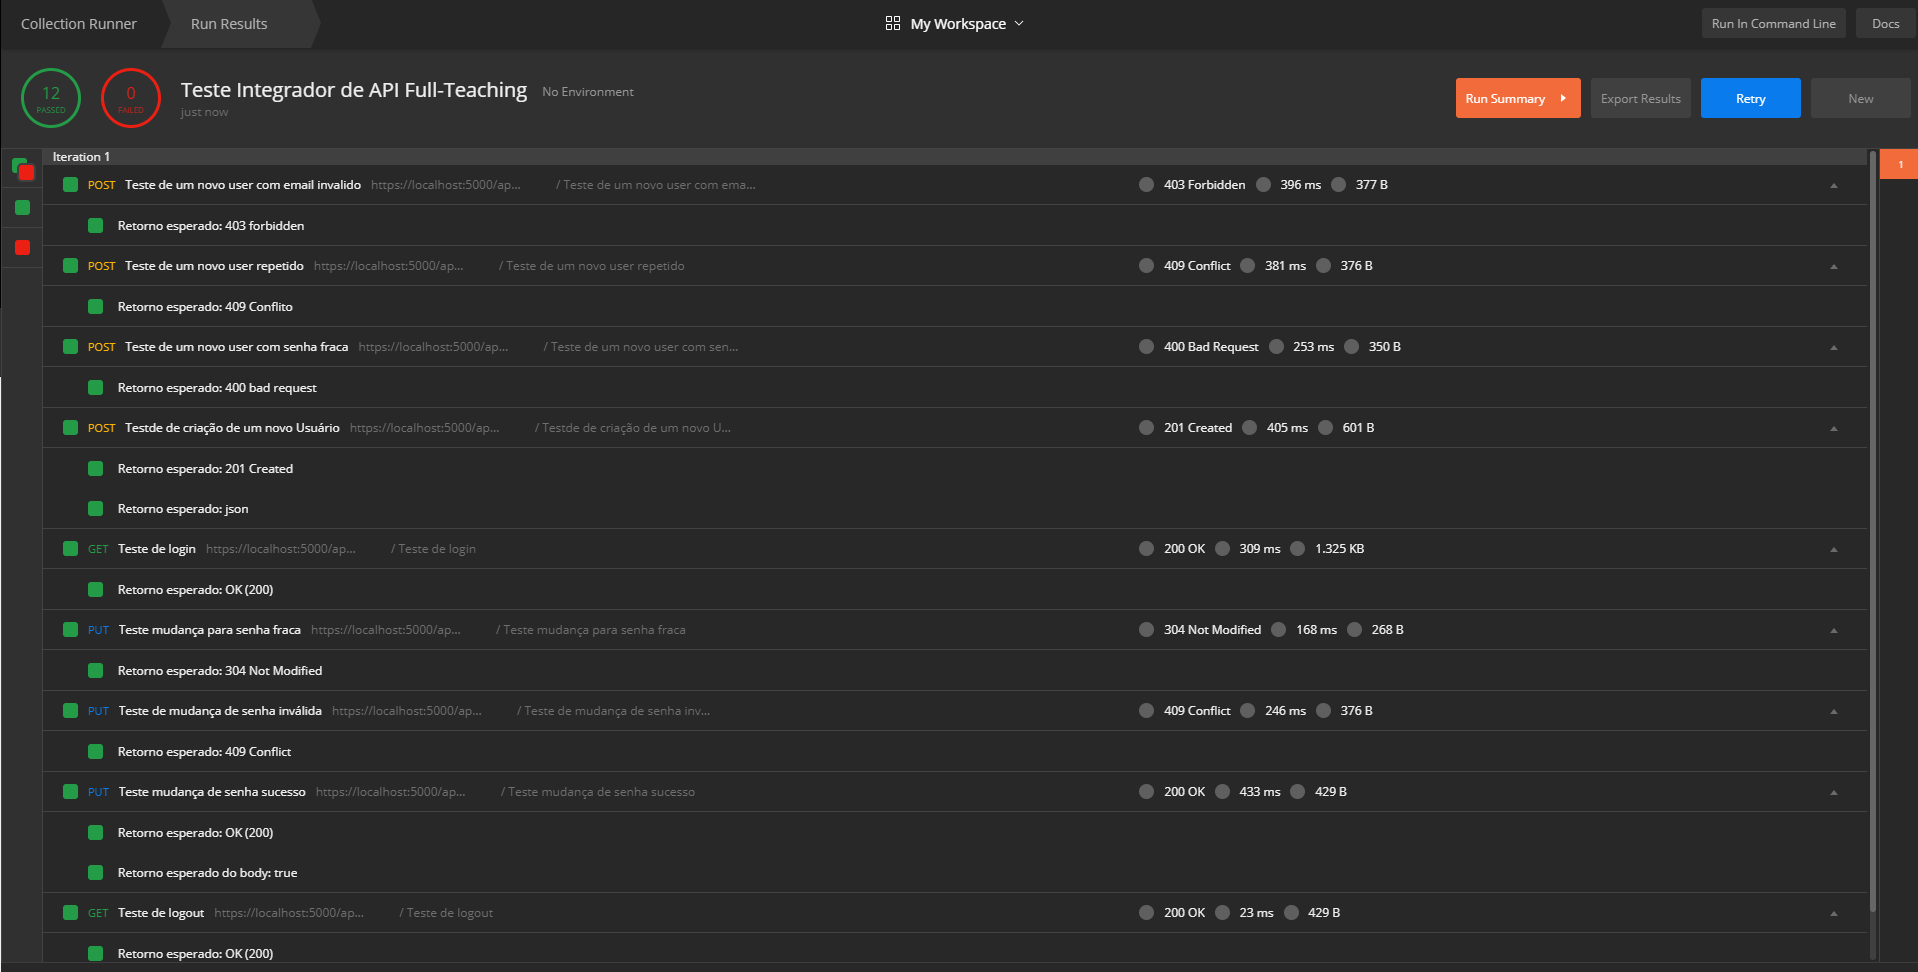 Collection Runner Run Results My Workspace Run In Command Line Docs
12 PASSED 0 FAILED Teste Integrador de API Full-Teaching No Environment
just now
Run Summary Export Results Retry New
Iteration 1 1
POST Teste de um novo user com email invalido https://localhost:5000/ap... / Teste de um novo user com ema... 403 Forbidden 396 ms 377 B
Retorno esperado: 403 forbidden
POST Teste de um novo user repetido https://localhost:5000/ap... / Teste de um novo user repetido 409 Conflict 381 ms 376 B
Retorno esperado: 409 Conflito
POST Teste de um novo user com senha fraca https://localhost:5000/ap... / Teste de um novo user com sen... 400 Bad Request 253 ms 350 B
Retorno esperado: 400 bad request
POST Testde de criação de um novo Usuário https://localhost:5000/ap... / Testde de criação de um novo U... 201 Created 405 ms 601 B
Retorno esperado: 201 Created
Retorno esperado: json
GET Teste de login https://localhost:5000/ap... / Teste de login 200 OK 309 ms 1.325 KB
Retorno esperado: OK (200)
PUT Teste mudança para senha fraca https://localhost:5000/ap... / Teste mudança para senha fraca 304 Not Modified 168 ms 268 B
Retorno esperado: 304 Not Modified
PUT Teste de mudança de senha inválida https://localhost:5000/ap... / Teste de mudança de senha inv... 409 Conflict 246 ms 376 B
Retorno esperado: 409 Conflict
PUT Teste mudança de senha sucesso https://localhost:5000/ap... / Teste mudança de senha sucesso 200 OK 433 ms 429 B
Retorno esperado: OK (200)
Retorno esperado do body: true
GET Teste de logout https://localhost:5000/ap... / Teste de logout 200 OK 23 ms 429 B
Retorno esperado: OK (200)